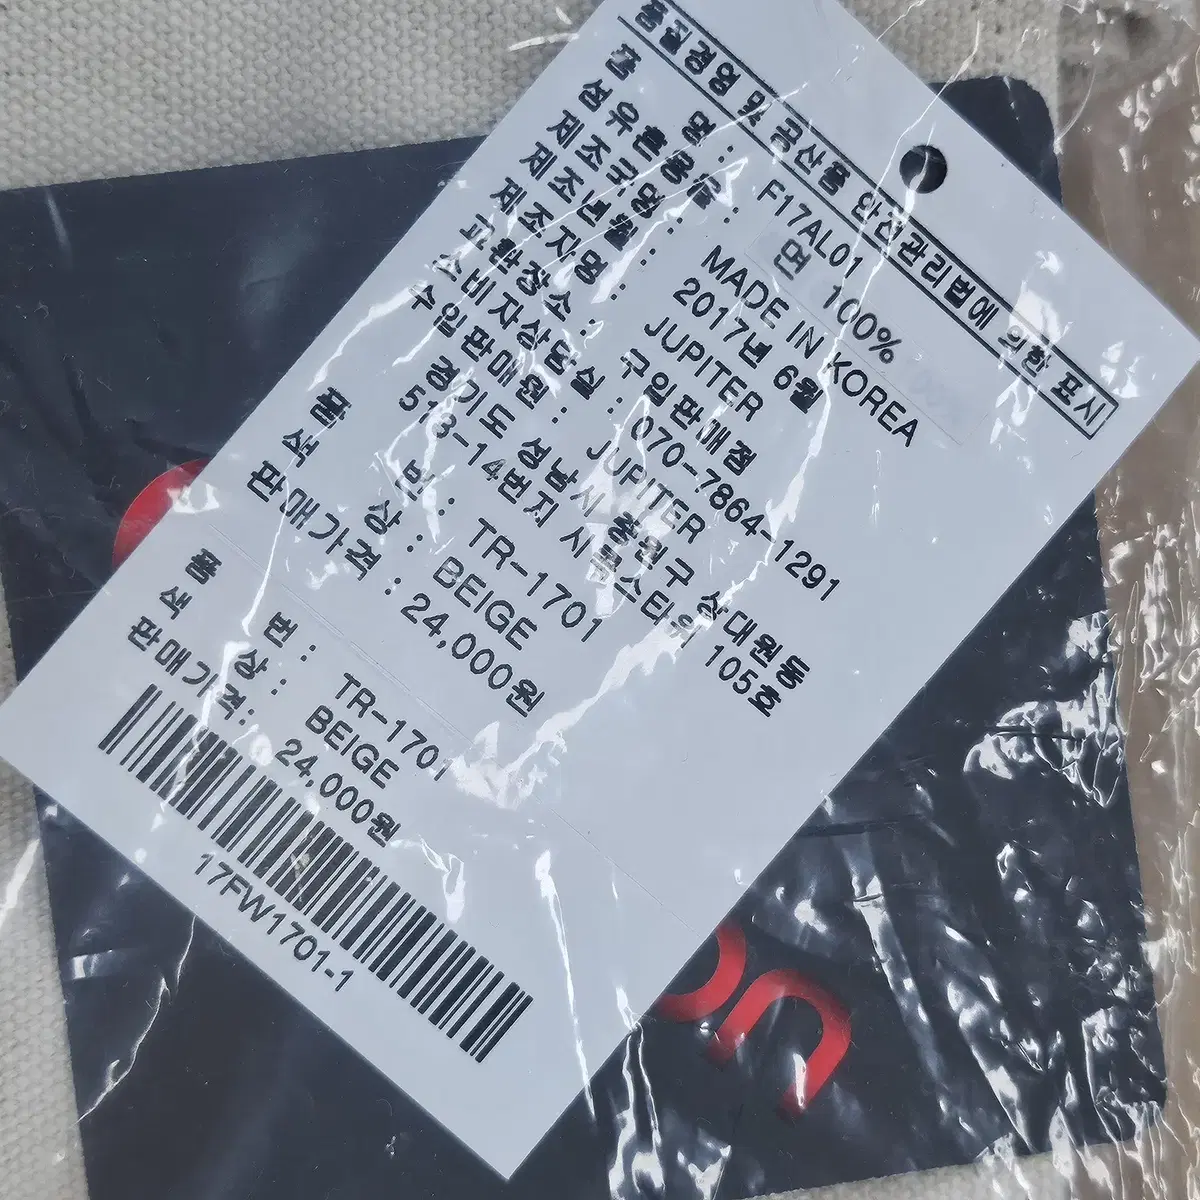 품질경영 및 공산품 안전관리법에 의한 표시
품 명 : F17AL01
섬유혼용율 : 면 100%
제조국명 : MADE IN KOREA
제조년월 : 2017년 6월
제조자명 : JUPITER
교환장소 : 구입판매점
소비자상담실 : 070-7864-1291
수입판매원 : JUPITER
경기도 성남시 중원구 상대원동
513-14번지 시콕스타워 105호
품 번 : TR-1701
색 상 : BEIGE
판매가격 : 24,000원
품 번 : TR-1701
색 상 : BEIGE
판매가격: 24,000원
17FW1701-1